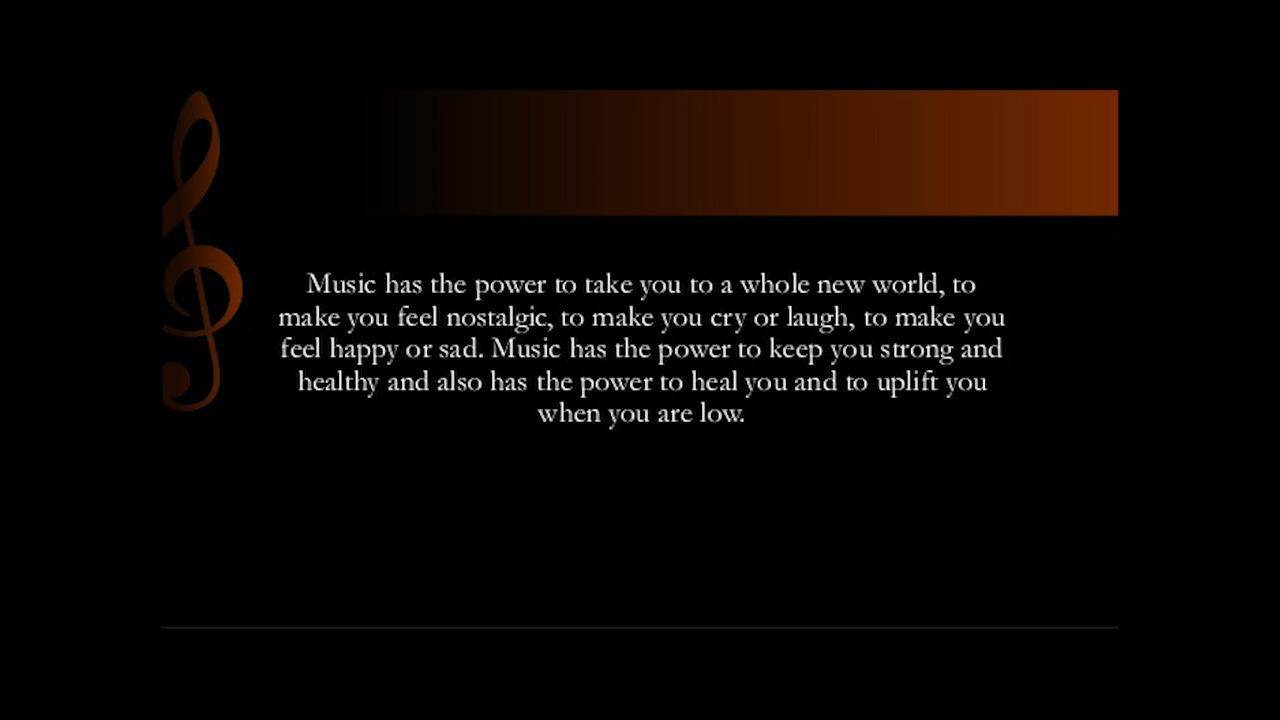 Music has the power to take you to a whole new world, to
make you feel nostalgic, to make you cry or laugh, to make you
feel happy or sad. Music has the power to keep you strong and
healthy and also has the power to heal you and to uplift you
when you are low.